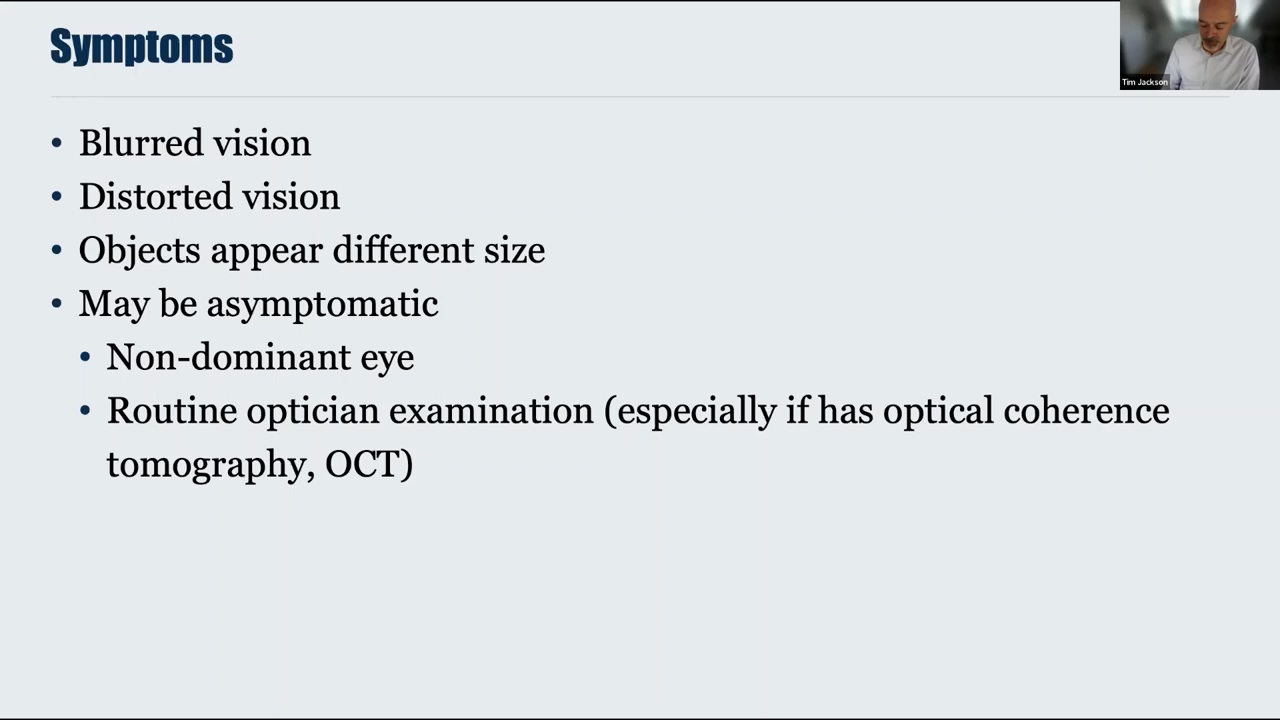 Symptoms
Tim Jackson
• Blurred vision
• Distorted vision
• Objects appear different size
• May be asymptomatic
• Non-dominant eye
• Routine optician examination (especially if has optical coherence
tomography, OCT)